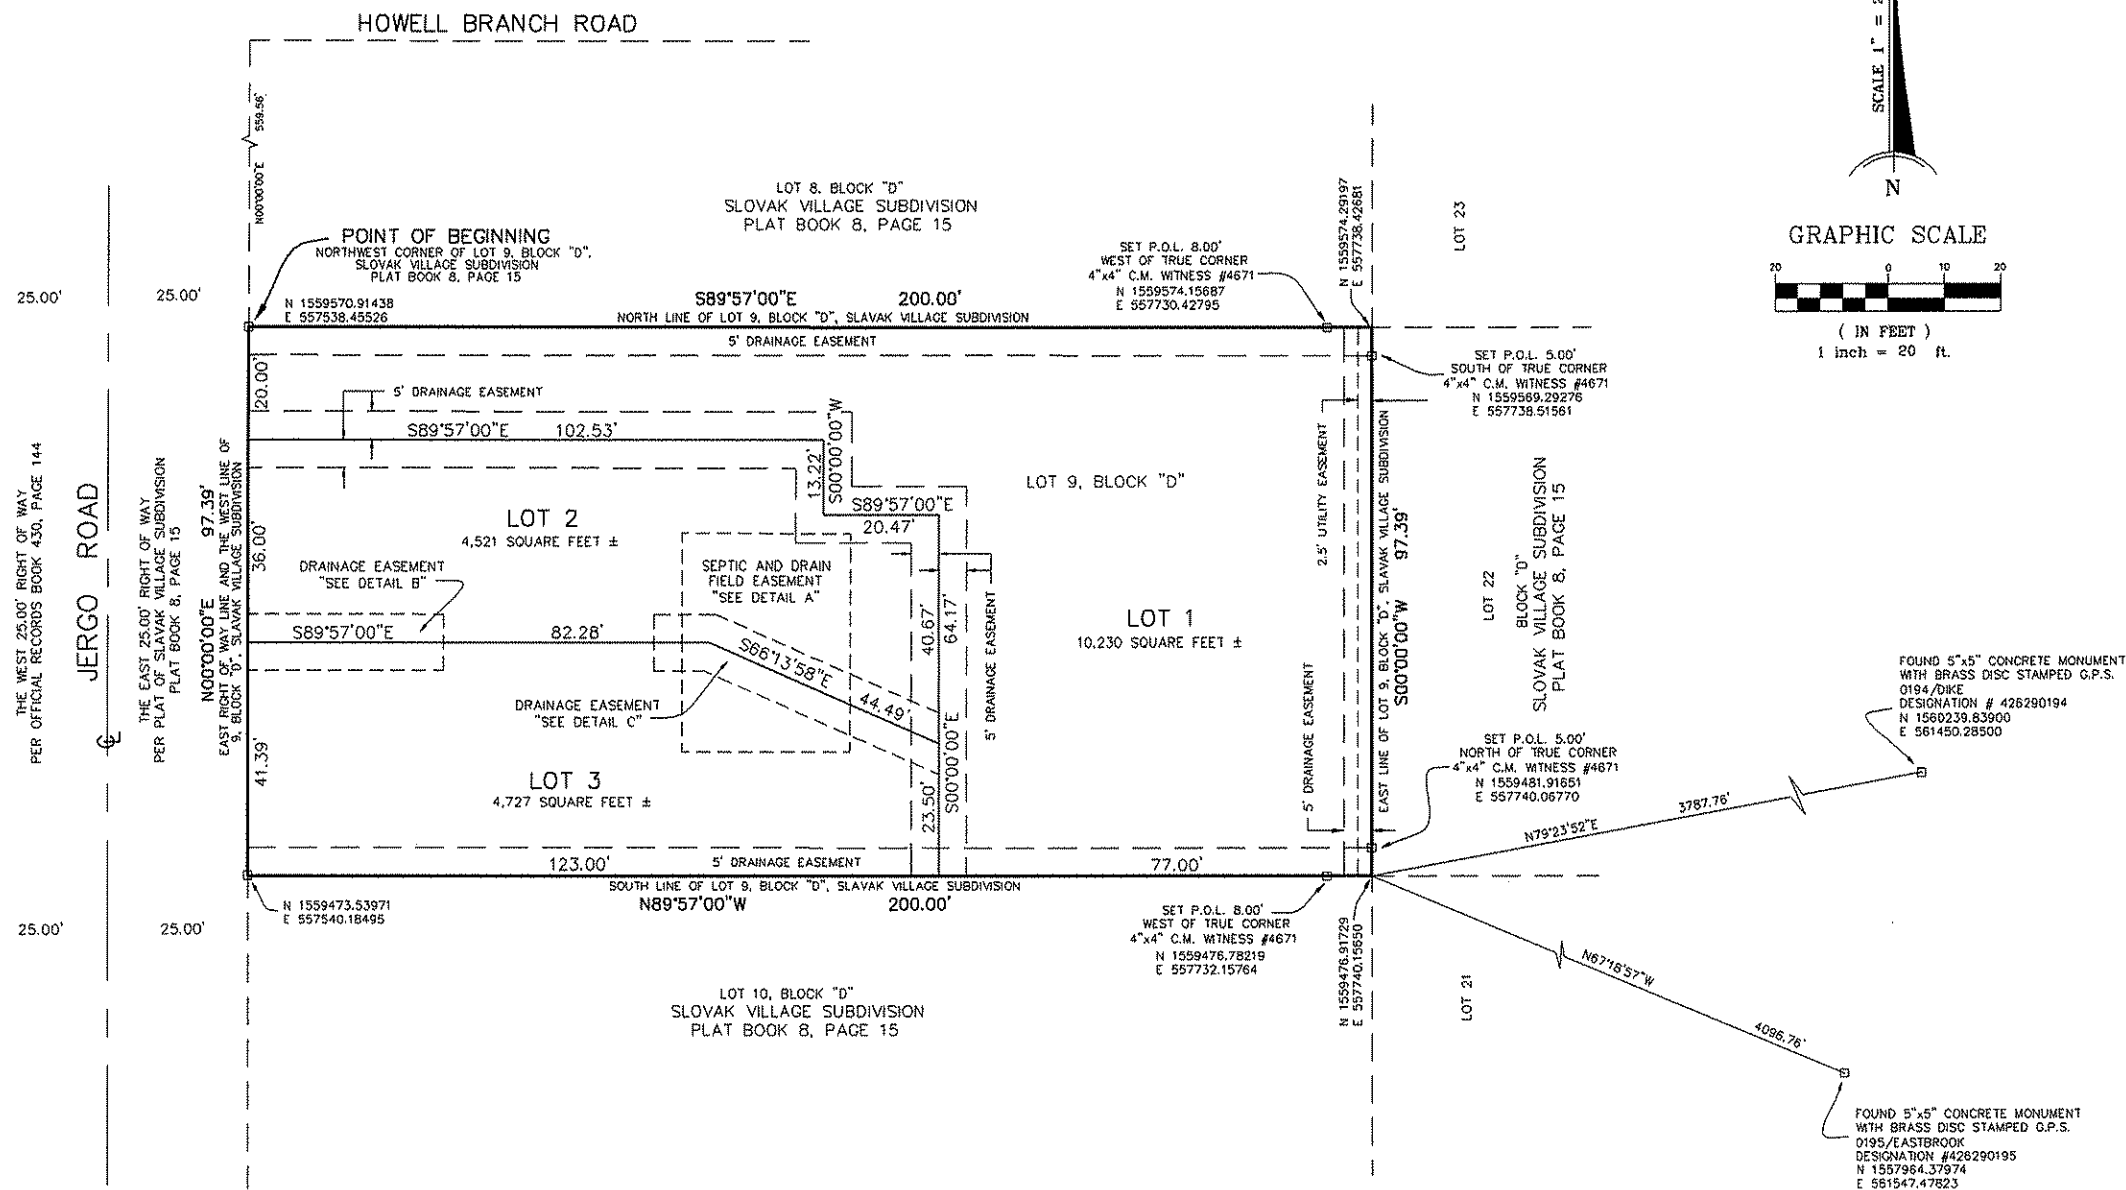 HOWELL BRANCH ROAD
N00°00'00"E 559.56'
SCALE 1" =
N
GRAPHIC SCALE
20 0 10 20
( IN FEET )
1 inch = 20 ft.
LOT 8, BLOCK "D"
SLOVAK VILLAGE SUBDIVISION
PLAT BOOK 8, PAGE 15
POINT OF BEGINNING
NORTHWEST CORNER OF LOT 9, BLOCK "D",
SLOVAK VILLAGE SUBDIVISION
PLAT BOOK 8, PAGE 15
25.00'
25.00'
N 1559570.91438
E 557538.45526
S89°57'00"E 200.00'
NORTH LINE OF LOT 9, BLOCK "D", SLAVAK VILLAGE SUBDIVISION
5' DRAINAGE EASEMENT
SET P.O.L. 8.00'
WEST OF TRUE CORNER
4"x4" C.M. WITNESS #4671
N 1559574.15687
E 557730.42795
N 1559574.29197
E 557738.42681
LOT 23
SET P.O.L. 5.00'
SOUTH OF TRUE CORNER
4"x4" C.M. WITNESS #4671
N 1559569.29276
E 557738.51561
20.00'
5' DRAINAGE EASEMENT
S89°57'00"E 102.53'
13.22'
S00°00'00"W
S89°57'00"E
20.47'
LOT 9, BLOCK "D"
LOT 2
4,521 SQUARE FEET ±
36.00'
DRAINAGE EASEMENT
"SEE DETAIL B"
SEPTIC AND DRAIN
FIELD EASEMENT
"SEE DETAIL A"
S89°57'00"E 82.28'
S66°13'58"E 44.49'
40.67'
64.17'
5' DRAINAGE EASEMENT
LOT 1
10,230 SQUARE FEET ±
DRAINAGE EASEMENT
"SEE DETAIL C"
LOT 3
4,727 SQUARE FEET ±
41.39'
23.50'
S00°00'00"E
123.00'
5' DRAINAGE EASEMENT
77.00'
SOUTH LINE OF LOT 9, BLOCK "D", SLAVAK VILLAGE SUBDIVISION
N89°57'00"W 200.00'
THE WEST 25.00' RIGHT OF WAY
PER OFFICIAL RECORDS BOOK 430, PAGE 144
JERGO ROAD
THE EAST 25.00' RIGHT OF WAY
PER PLAT OF SLAVAK VILLAGE SUBDIVISION
PLAT BOOK 8, PAGE 15
N00°00'00"E 97.39'
EAST RIGHT OF WAY LINE AND THE WEST LINE OF
9, BLOCK "D", SLAVAK VILLAGE SUBDIVISION
2.5' UTILITY EASEMENT
5' DRAINAGE EASEMENT
EAST LINE OF LOT 9, BLOCK "D", SLAVAK VILLAGE SUBDIVISION
S00°00'00"W 97.39'
LOT 22
BLOCK "D"
SLOVAK VILLAGE SUBDIVISION
PLAT BOOK 8, PAGE 15
FOUND 5"x5" CONCRETE MONUMENT
WITH BRASS DISC STAMPED G.P.S.
0194/DIKE
DESIGNATION # 426290194
N 1560239.83900
E 561450.28500
SET P.O.L. 5.00'
NORTH OF TRUE CORNER
4"x4" C.M. WITNESS #4671
N 1559481.91651
E 557740.06770
N79°23'52"E
3787.76'
N 1559473.53971
E 557540.18495
25.00'
25.00'
SET P.O.L. 8.00'
WEST OF TRUE CORNER
4"x4" C.M. WITNESS #4671
N 1559476.78219
E 557732.15764
N 1559476.91729
E 557740.15650
LOT 21
N67°18'57"W
4096.76'
LOT 10, BLOCK "D"
SLOVAK VILLAGE SUBDIVISION
PLAT BOOK 8, PAGE 15
FOUND 5"x5" CONCRETE MONUMENT
WITH BRASS DISC STAMPED G.P.S.
0195/EASTBROOK
DESIGNATION #426290195
N 1557964.37974
E 561547.47823